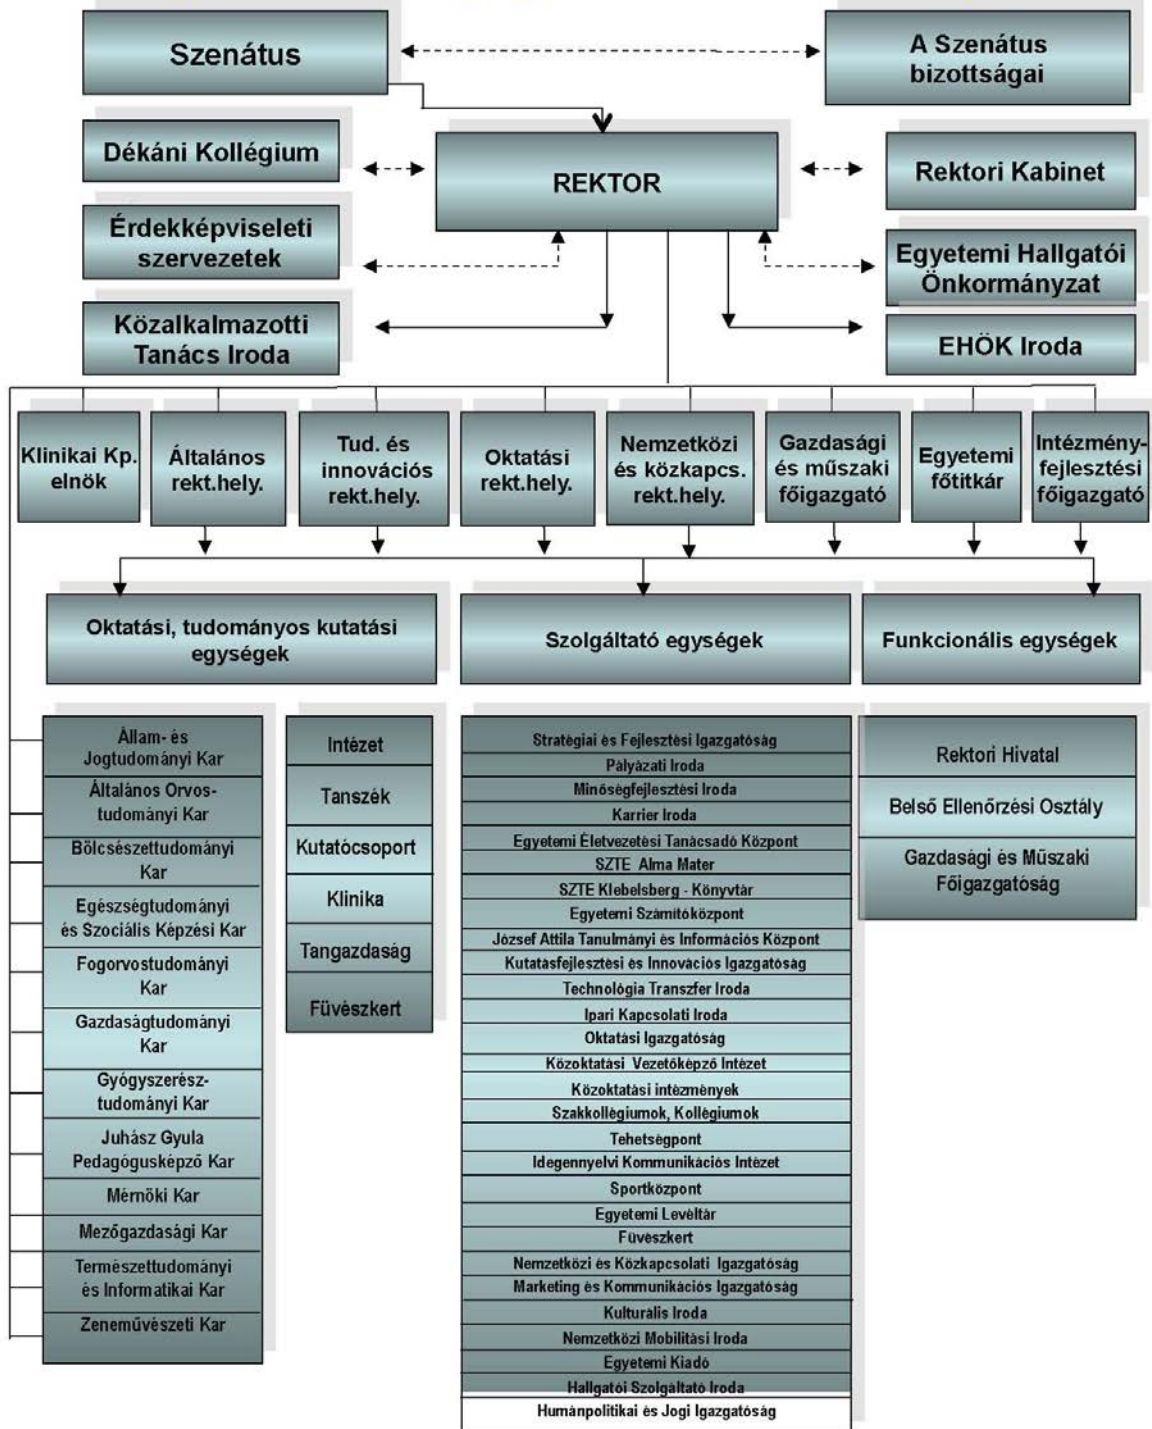 Szenátus
A Szenátus
bizottságai
Dékáni Kollégium
REKTOR
Rektori Kabinet
Érdekképviseleti
szervezetek
Egyetemi Hallgatói
Önkormányzat
Közalkalmazotti
Tanács Iroda
EHÖK Iroda
Klinikai Kp.
elnök
Általános
rekt.hely.
Tud. és
innovációs
rekt.hely.
Oktatási
rekt.hely.
Nemzetközi
és közkapcs.
rekt.hely.
Gazdasági
és műszaki
főigazgató
Egyetemi
főtitkár
Intézmény-
fejlesztési
főigazgató
Oktatási, tudományos kutatási
egységek
Szolgáltató egységek
Funkcionális egységek
Állam- és
Jogtudományi Kar
Általános Orvos-
tudományi Kar
Bölcsészettudományi
Kar
Egészségtudományi
és Szociális Képzési Kar
Fogorvostudományi
Kar
Gazdaságtudományi
Kar
Gyógyszerész-
tudományi Kar
Juhász Gyula
Pedagógusképző Kar
Mérnöki Kar
Mezőgazdasági Kar
Természettudományi
és Informatikai Kar
Zeneművészeti Kar
Intézet
Tanszék
Kutatócsoport
Klinika
Tangazdaság
Füvészkert
Stratégiai és Fejlesztési Igazgatóság
Pályázati Iroda
Minőségfejlesztési Iroda
Karrier Iroda
Egyetemi Életvezetési Tanácsadó Központ
SZTE Alma Mater
SZTE Klebelsberg - Könyvtár
Egyetemi Számítóközpont
József Attila Tanulmányi és Információs Központ
Kutatásfejlesztési és Innovációs Igazgatóság
Technológia Transzfer Iroda
Ipari Kapcsolati Iroda
Oktatási Igazgatóság
Közoktatási Vezetőképző Intézet
Közoktatási intézmények
Szakkollégiumok, Kollégiumok
Tehetségpont
Idegennyelvi Kommunikációs Intézet
Sportközpont
Egyetemi Levéltár
Füvészkert
Nemzetközi és Közkapcsolati Igazgatóság
Marketing és Kommunikációs Igazgatóság
Kulturális Iroda
Nemzetközi Mobilitási Iroda
Egyetemi Kiadó
Hallgatói Szolgáltató Iroda
Humánpolitikai és Jogi Igazgatóság
Rektori Hivatal
Belső Ellenőrzési Osztály
Gazdasági és Műszaki
Főigazgatóság